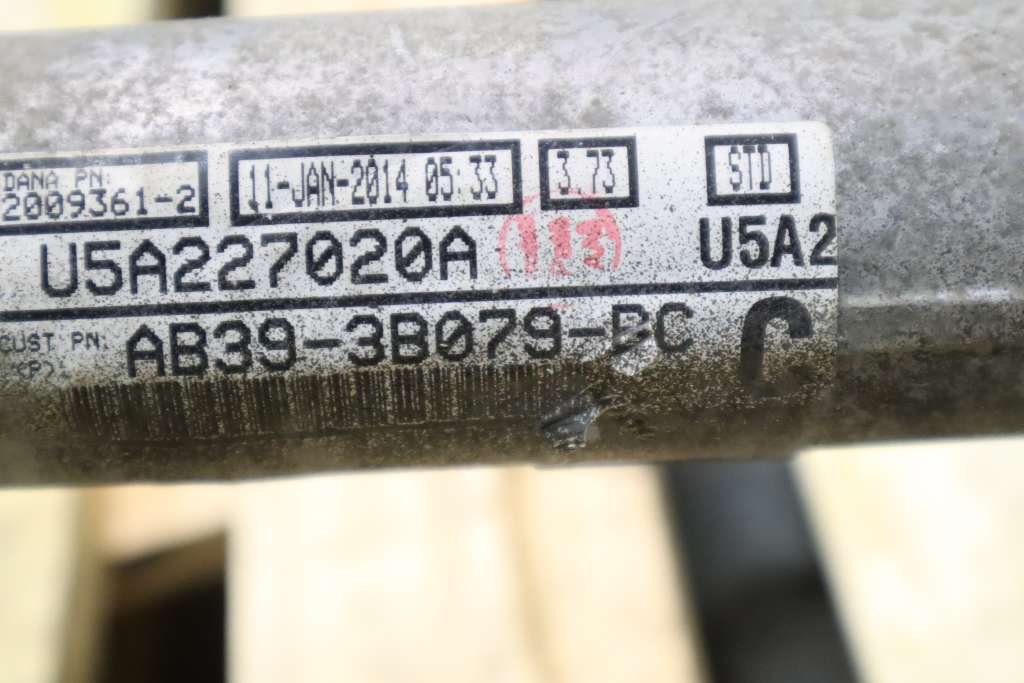 DANA PN:
2009361-2
11-JAN-2014 05:33
3.73
STD
U5A227020A
113
U5A2
CUST PN: AB39-3B079-BC
(P)
C